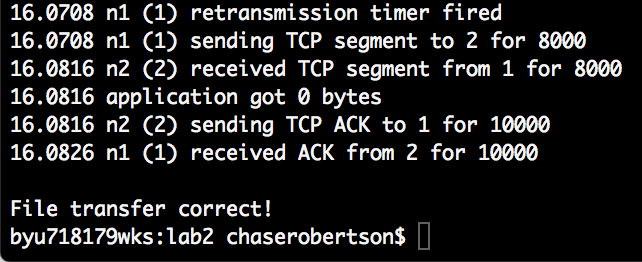 16.0708 n1 (1) retransmission timer fired
16.0708 n1 (1) sending TCP segment to 2 for 8000
16.0816 n2 (2) received TCP segment from 1 for 8000
16.0816 application got 0 bytes
16.0816 n2 (2) sending TCP ACK to 1 for 10000
16.0826 n1 (1) received ACK from 2 for 10000
File transfer correct!
byu718179wks:lab2 chaserobertson$